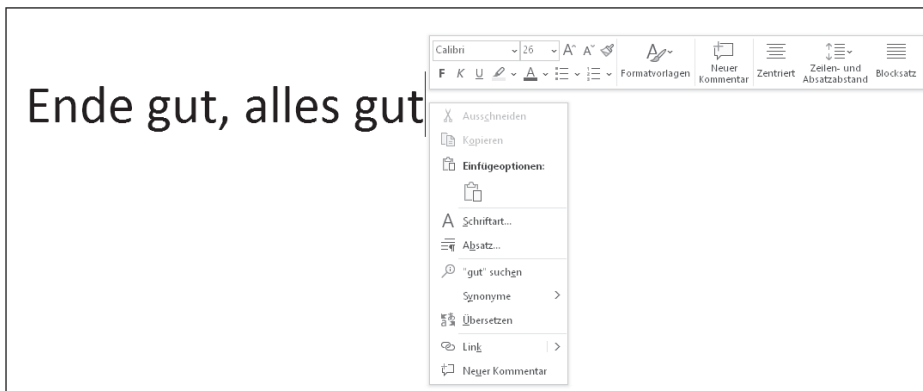 Calibri 26 A A
F K U A Formatvorlagen Neuer Kommentar Zentriert Zeilen- und Absatzabstand Blocksatz
Ende gut, alles gut
Ausschneiden
Kopieren
Einfügeoptionen:
A Schriftart...
Absatz...
"gut" suchen
Synonyme
Übersetzen
Link
Neuer Kommentar